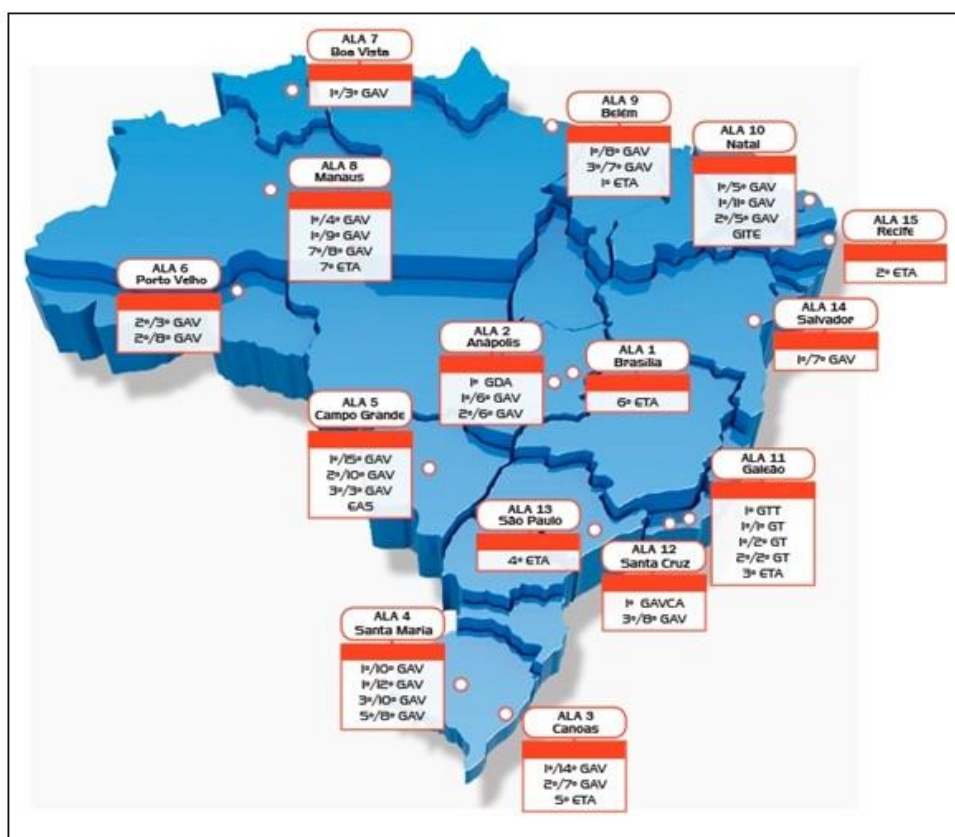 ALA 7
Boa Vista
1º/3º GAV
ALA 9
Belém
1º/8º GAV
3º/7º GAV
1º ETA
ALA 10
Natal
1º/5º GAV
1º/11º GAV
2º/5º GAV
GITE
ALA 8
Manaus
1º/4º GAV
1º/9º GAV
7º/8º GAV
7º ETA
ALA 15
Recife
2º ETA
ALA 6
Porto Velho
2º/3º GAV
2º/8º GAV
ALA 14
Salvador
1º/7º GAV
ALA 2
Anápolis
1º GDA
1º/6º GAV
2º/6º GAV
ALA 1
Brasília
6º ETA
ALA 5
Campo Grande
1º/15º GAV
2º/10º GAV
3º/3º GAV
EAS
ALA 11
Galeão
1º GTT
1º/1º GT
1º/2º GT
2º/2º GT
3º ETA
ALA 13
São Paulo
4º ETA
ALA 12
Santa Cruz
1º GAVCA
3º/8º GAV
ALA 4
Santa Maria
1º/10º GAV
1º/12º GAV
3º/10º GAV
5º/8º GAV
ALA 3
Canoas
1º/14º GAV
2º/7º GAV
5º ETA